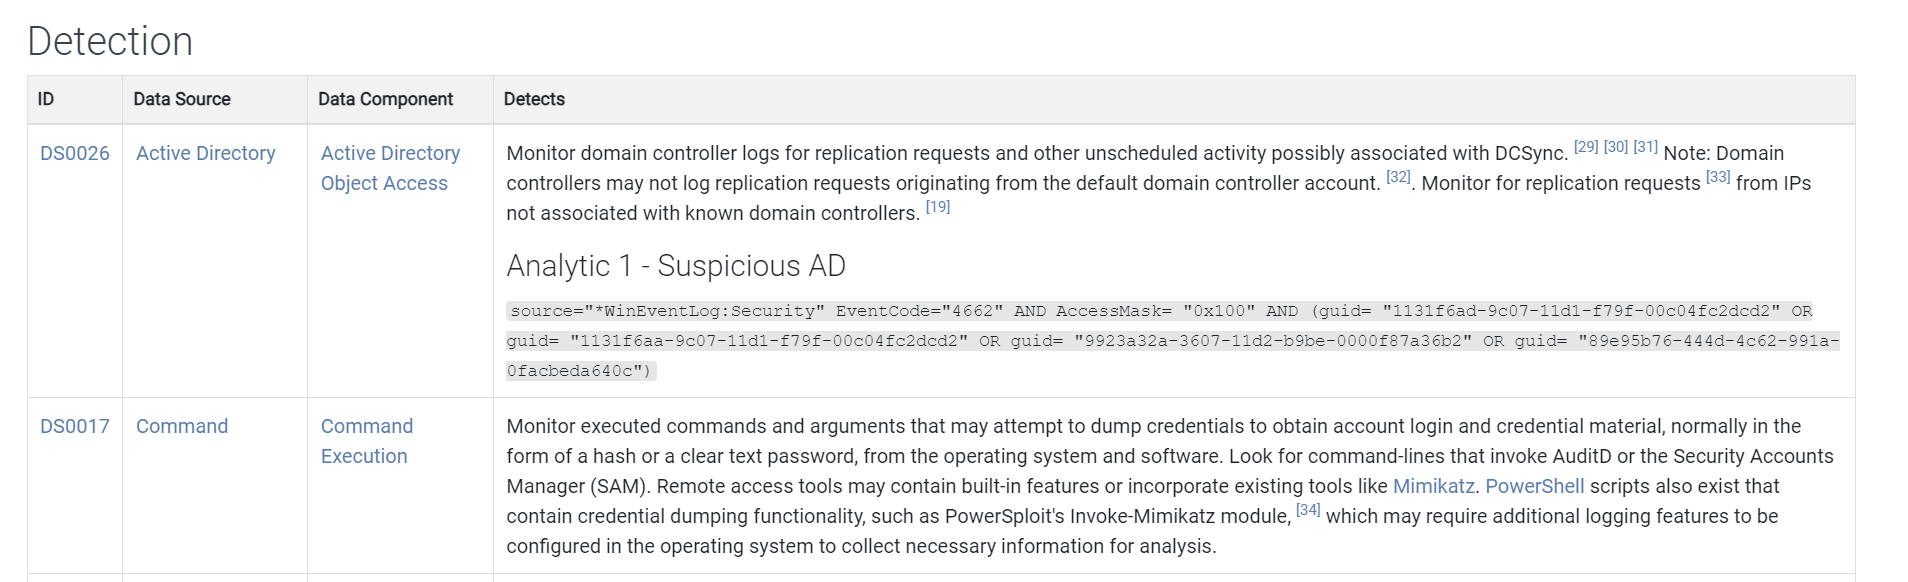 Detection
ID Data Source Data Component Detects
DS0026 Active Directory Active Directory Object Access
Monitor domain controller logs for replication requests and other unscheduled activity possibly associated with DCSync. [29] [30] [31] Note: Domain
controllers may not log replication requests originating from the default domain controller account. [32]. Monitor for replication requests [33] from IPs
not associated with known domain controllers. [19]
Analytic 1 - Suspicious AD
source="*WinEventLog:Security" EventCode="4662" AND AccessMask= "0x100" AND (guid= "1131f6ad-9c07-11d1-f79f-00c04fc2dcd2" OR
guid= "1131f6aa-9c07-11d1-f79f-00c04fc2dcd2" OR guid= "9923a32a-3607-11d2-b9be-0000f87a36b2" OR guid= "89e95b76-444d-4c62-991a-
0facbeda640c")
DS0017 Command Command Execution
Monitor executed commands and arguments that may attempt to dump credentials to obtain account login and credential material, normally in the
form of a hash or a clear text password, from the operating system and software. Look for command-lines that invoke AuditD or the Security Accounts
Manager (SAM). Remote access tools may contain built-in features or incorporate existing tools like Mimikatz. PowerShell scripts also exist that
contain credential dumping functionality, such as PowerSploit's Invoke-Mimikatz module, [34] which may require additional logging features to be
configured in the operating system to collect necessary information for analysis.